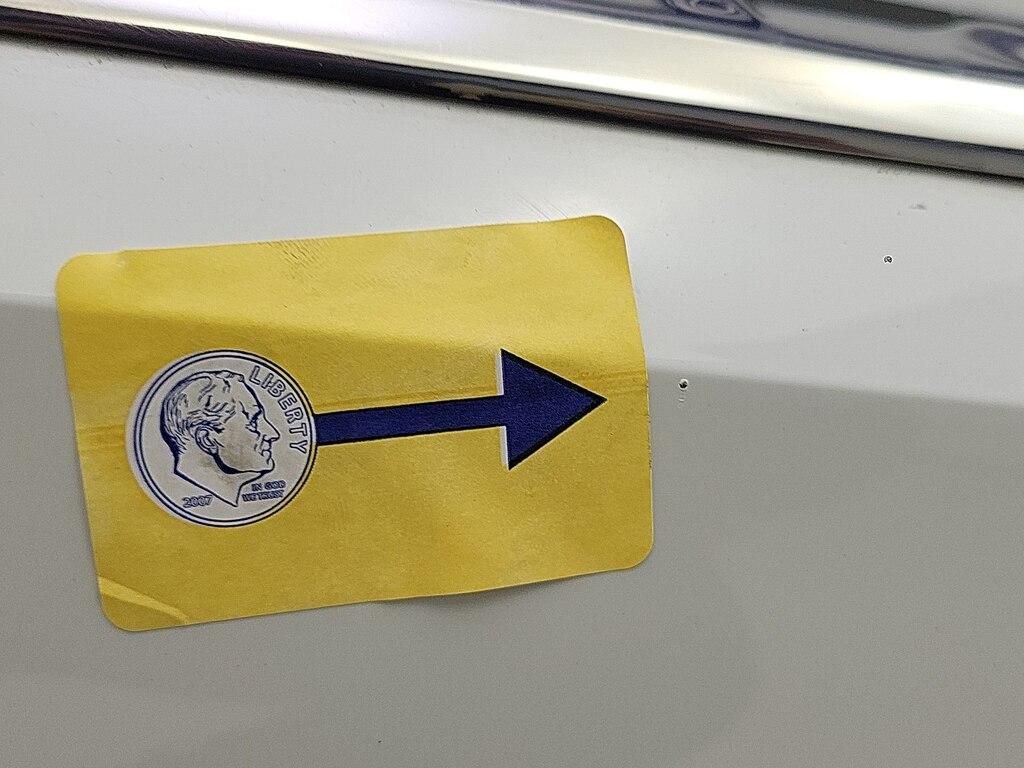 LIBERTY
IN GOD
WE TRUST
2007